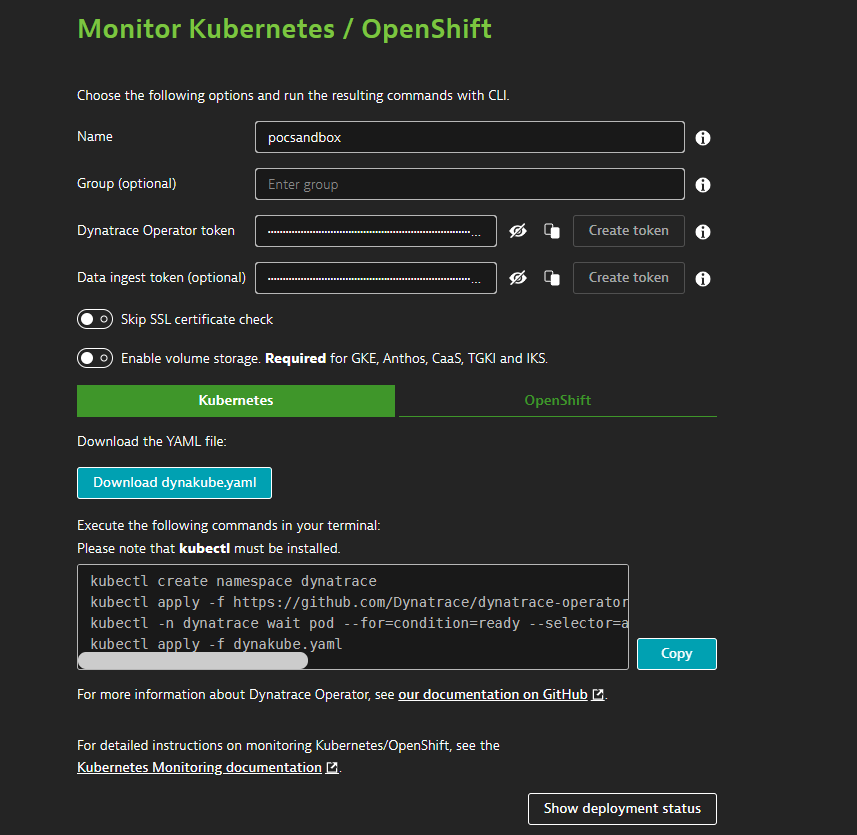 Monitor Kubernetes / OpenShift
Choose the following options and run the resulting commands with CLI.
Name
pocsandbox
Group (optional)
Enter group
Dynatrace Operator token
Create token
Data ingest token (optional)
Create token
Skip SSL certificate check
Enable volume storage. Required for GKE, Anthos, CaaS, TGKI and IKS.
Kubernetes
OpenShift
Download the YAML file:
Download dynakube.yaml
Execute the following commands in your terminal:
Please note that kubectl must be installed.
kubectl create namespace dynatrace
kubectl apply -f https://github.com/Dynatrace/dynatrace-operator
kubectl -n dynatrace wait pod --for=condition=ready --selector=a
kubectl apply -f dynakube.yaml
Copy
For more information about Dynatrace Operator, see our documentation on GitHub.
For detailed instructions on monitoring Kubernetes/OpenShift, see the
Kubernetes Monitoring documentation.
Show deployment status